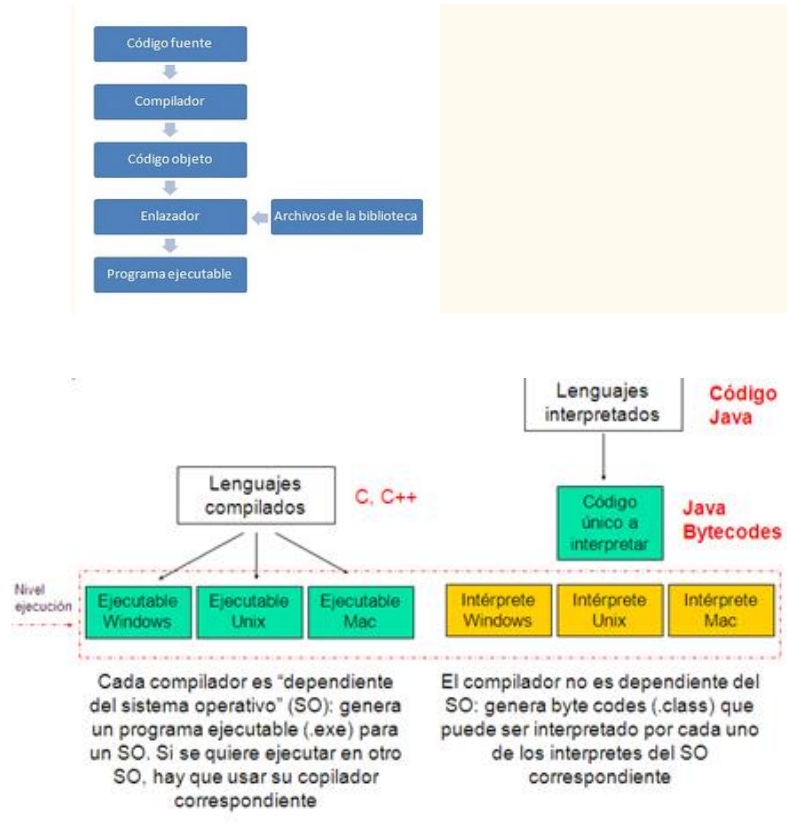 Código fuente
Compilador
Código objeto
Enlazador
Archivos de la biblioteca
Programa ejecutable
Lenguajes
compilados
C, C++
Lenguajes
interpretados
Código
Java
Código
único a
interpretar
Java
Bytecodes
Nivel
ejecución
Ejecutable
Windows
Ejecutable
Unix
Ejecutable
Mac
Intérprete
Windows
Intérprete
Unix
Intérprete
Mac
Cada compilador es “dependiente
del sistema operativo” (SO): genera
un programa ejecutable (.exe) para
un SO. Si se quiere ejecutar en otro
SO, hay que usar su copilador
correspondiente
El compilador no es dependiente del
SO: genera byte codes (.class) que
puede ser interpretado por cada uno
de los interpretes del SO
correspondiente